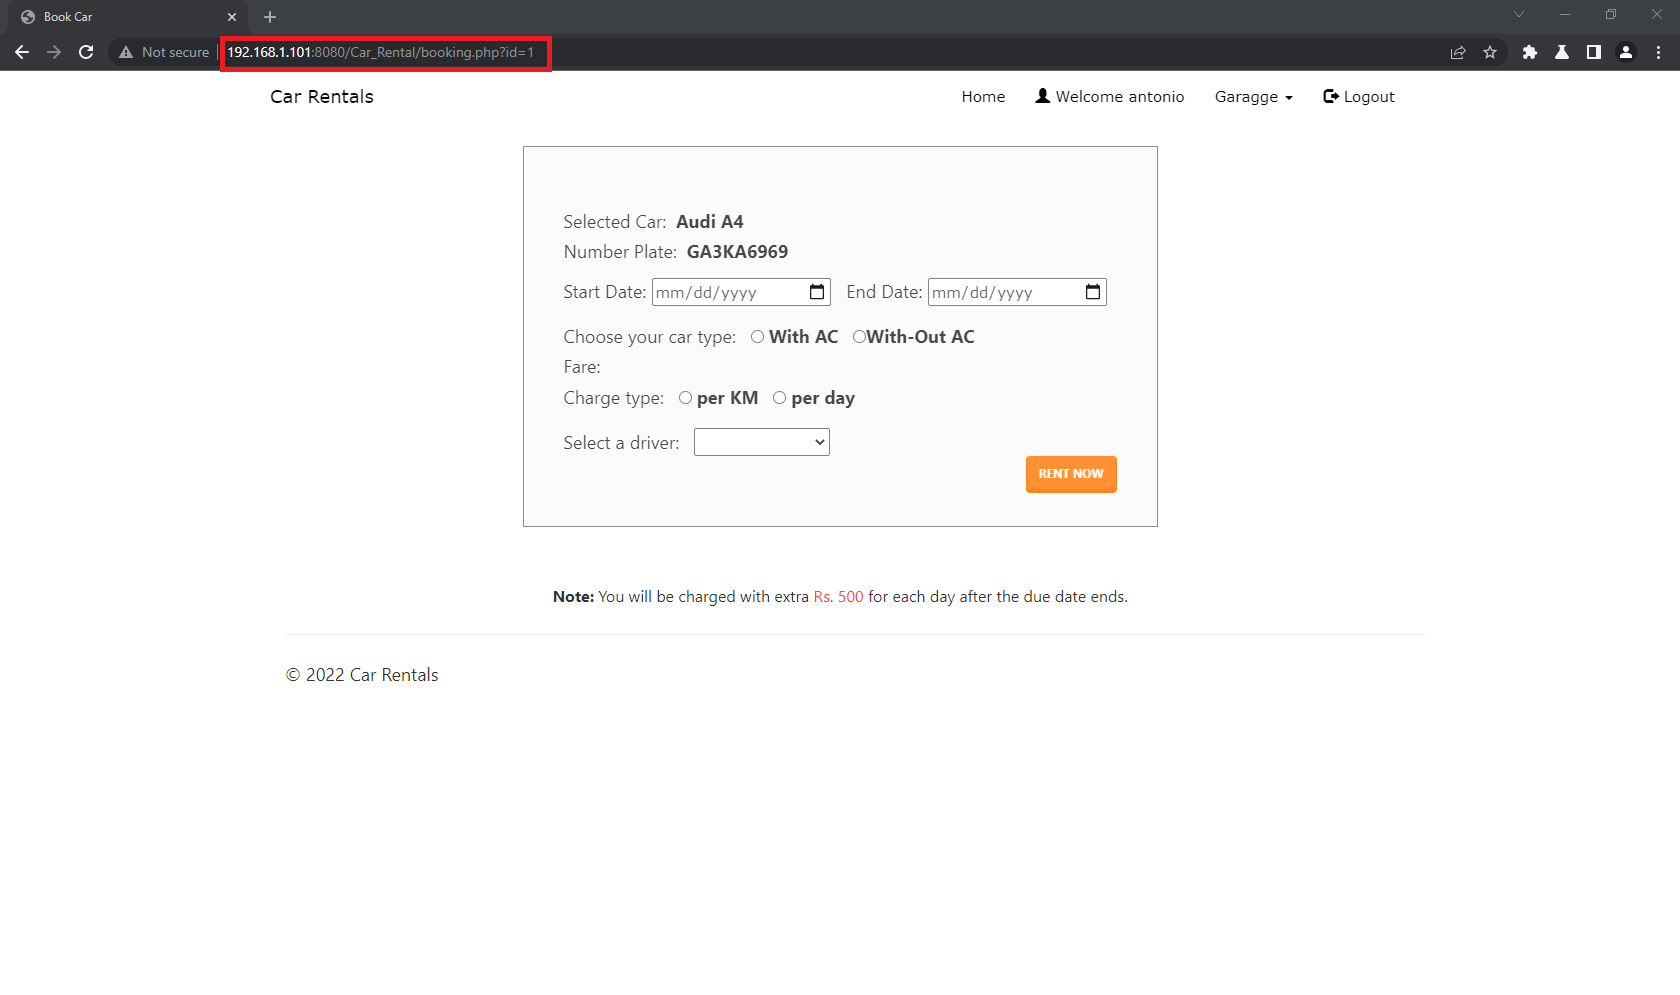 Book Car
Not secure 192.168.1.101:8080/Car_Rental/booking.php?id=1
Car Rentals Home Welcome antonio Garagge Logout
Selected Car: Audi A4
Number Plate: GA3KA6969
Start Date: mm/dd/yyyy End Date: mm/dd/yyyy
Choose your car type: With AC With-Out AC
Fare:
Charge type: per KM per day
Select a driver:
RENT NOW
Note: You will be charged with extra Rs. 500 for each day after the due date ends.
© 2022 Car Rentals